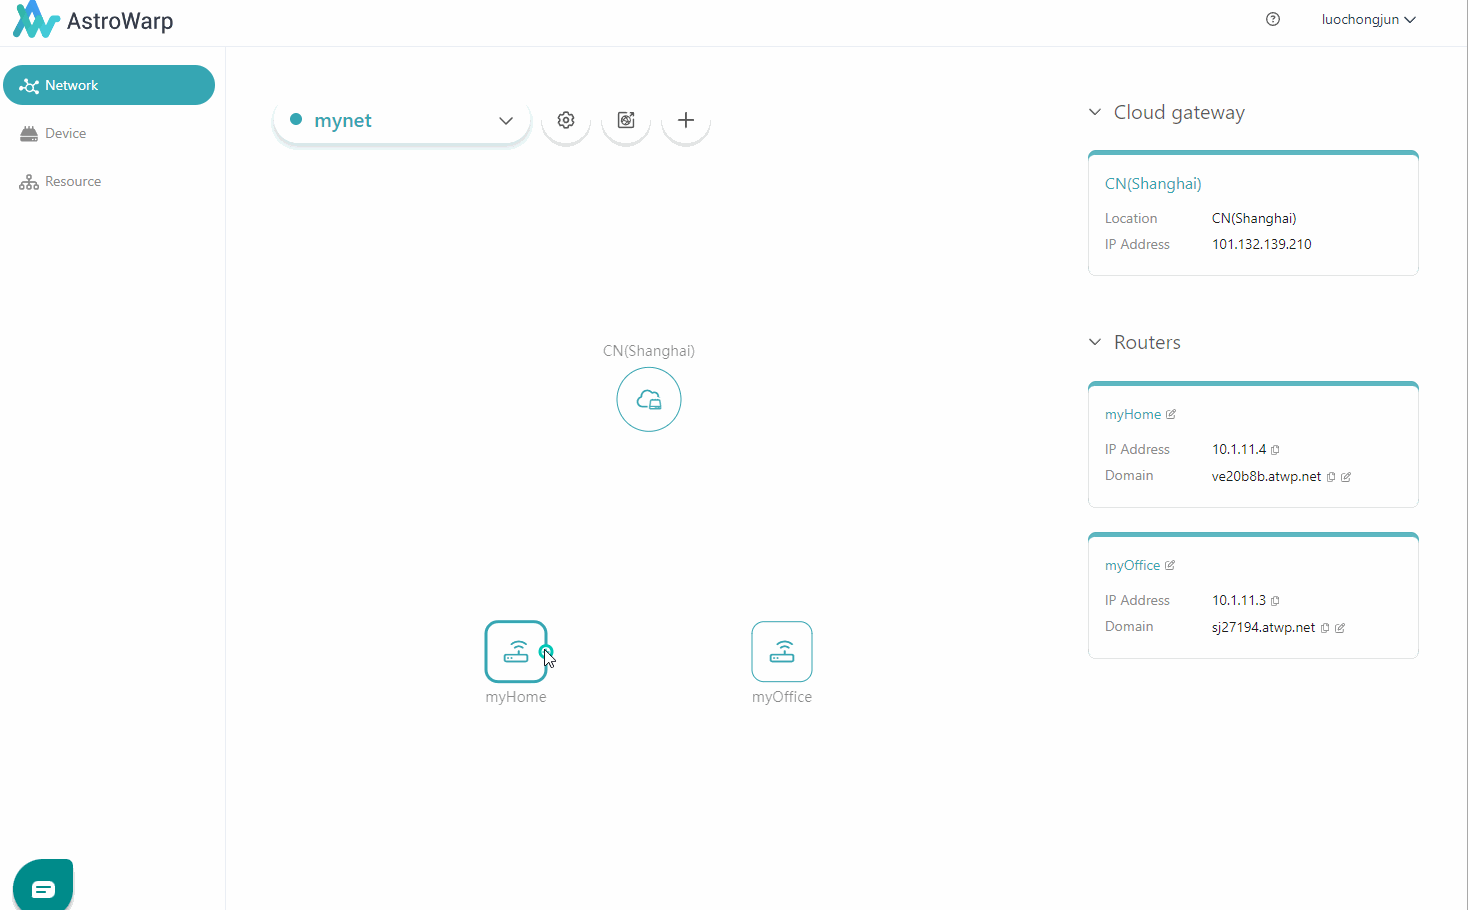 AstroWarp
luochongjun
Network
Device
Resource
mynet
CN(Shanghai)
myHome
myOffice
Cloud gateway
CN(Shanghai)
Location CN(Shanghai)
IP Address 101.132.139.210
Routers
myHome
IP Address 10.1.11.4
Domain ve20b8b.atwp.net
myOffice
IP Address 10.1.11.3
Domain sj27194.atwp.net